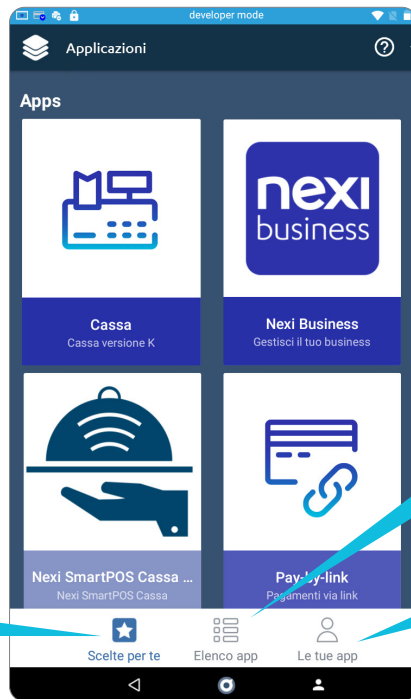 developer mode
Applicazioni
Apps
nexi
business
Cassa
Cassa versione K
Nexi Business
Gestisci il tuo business
Nexi SmartPOS Cassa ...
Nexi SmartPOS Cassa
Pay-by-link
Pagamenti via link
Scelte per te
Elenco app
Le tue app